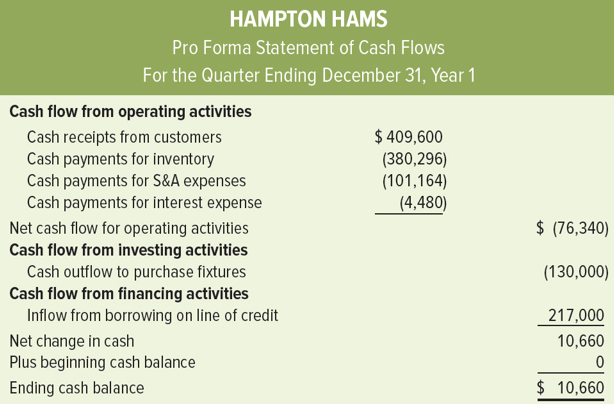 HAMPTON HAMS
Pro Forma Statement of Cash Flows
For the Quarter Ending December 31, Year 1
Cash flow from operating activities
Cash receipts from customers $ 409,600
Cash payments for inventory (380,296)
Cash payments for S&A expenses (101,164)
Cash payments for interest expense (4,480)
Net cash flow for operating activities $ (76,340)
Cash flow from investing activities
Cash outflow to purchase fixtures (130,000)
Cash flow from financing activities
Inflow from borrowing on line of credit 217,000
Net change in cash 10,660
Plus beginning cash balance 0
Ending cash balance $ 10,660